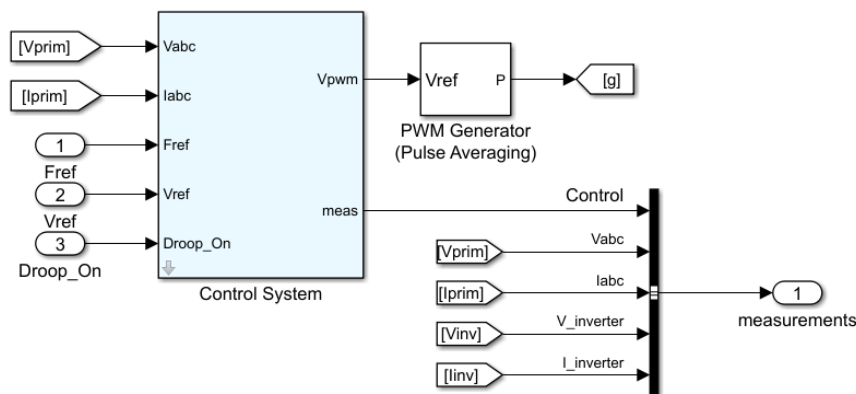 [Vprim]
Vabc
[Iprim]
Iabc
1
Fref
Fref
2
Vref
Vref
3
Droop_On
Droop_On
Vpwm
meas
Control System
Vref
P
PWM Generator
(Pulse Averaging)
[g]
Control
[Vprim]
Vabc
[Iprim]
Iabc
[Vinv]
V_inverter
[Iinv]
I_inverter
1
measurements